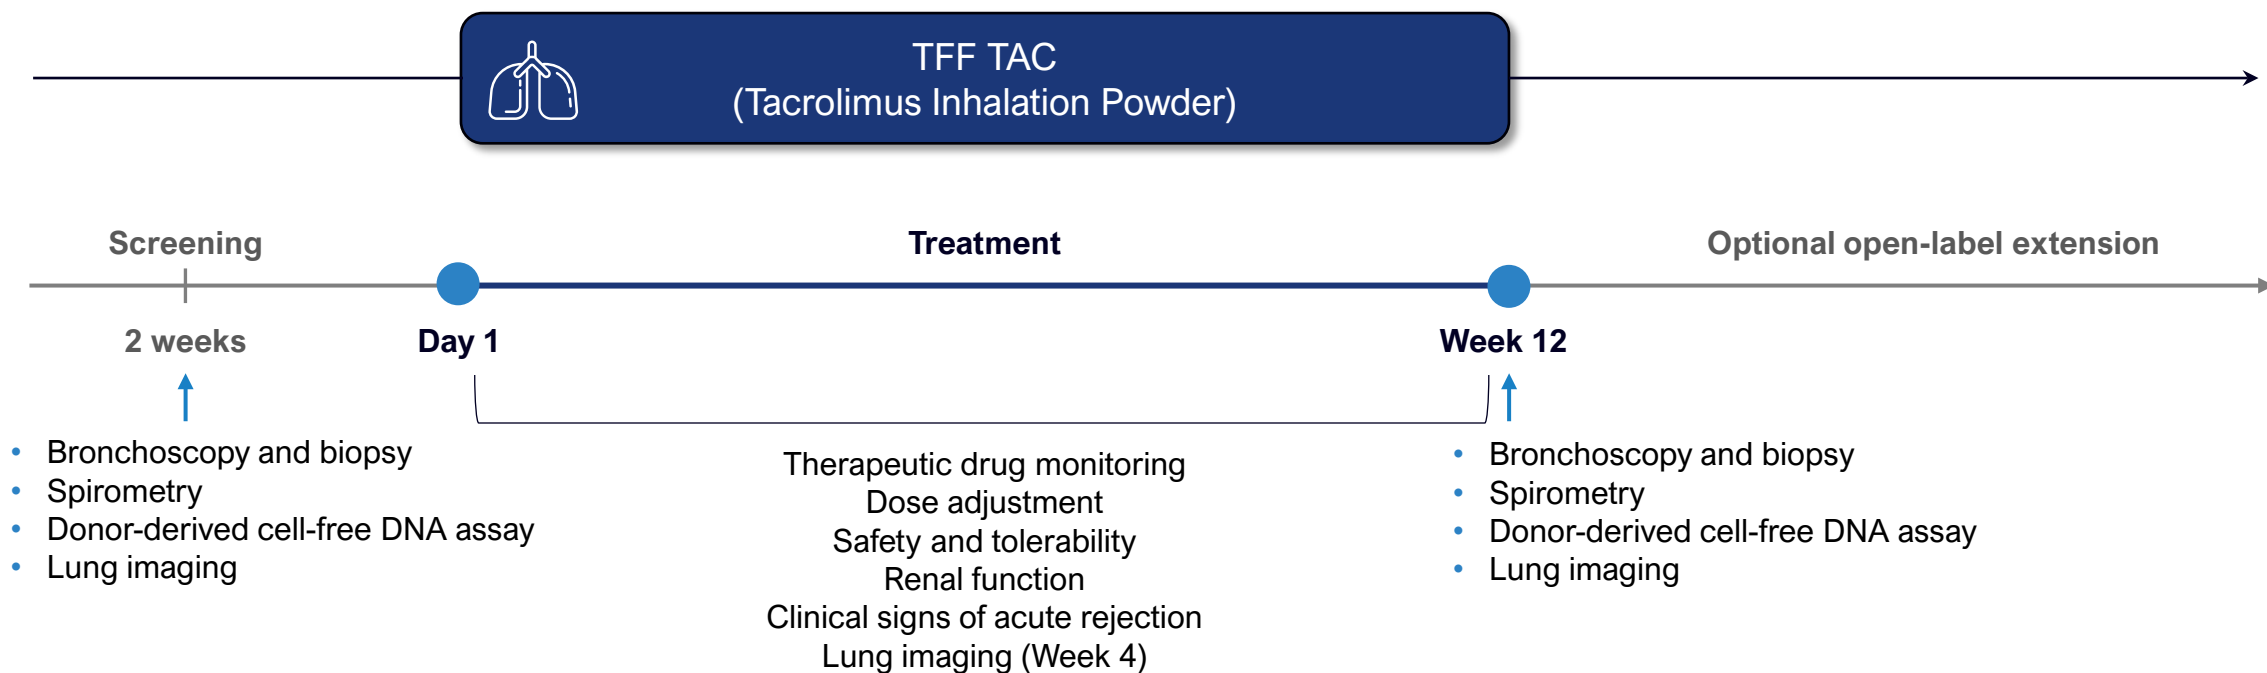 TFF TAC
(Tacrolimus Inhalation Powder)
Screening
Treatment
Optional open-label extension
2 weeks
Day 1
Week 12
• Bronchoscopy and biopsy
• Spirometry
• Donor-derived cell-free DNA assay
• Lung imaging
Therapeutic drug monitoring
Dose adjustment
Safety and tolerability
Renal function
Clinical signs of acute rejection
Lung imaging (Week 4)
• Bronchoscopy and biopsy
• Spirometry
• Donor-derived cell-free DNA assay
• Lung imaging